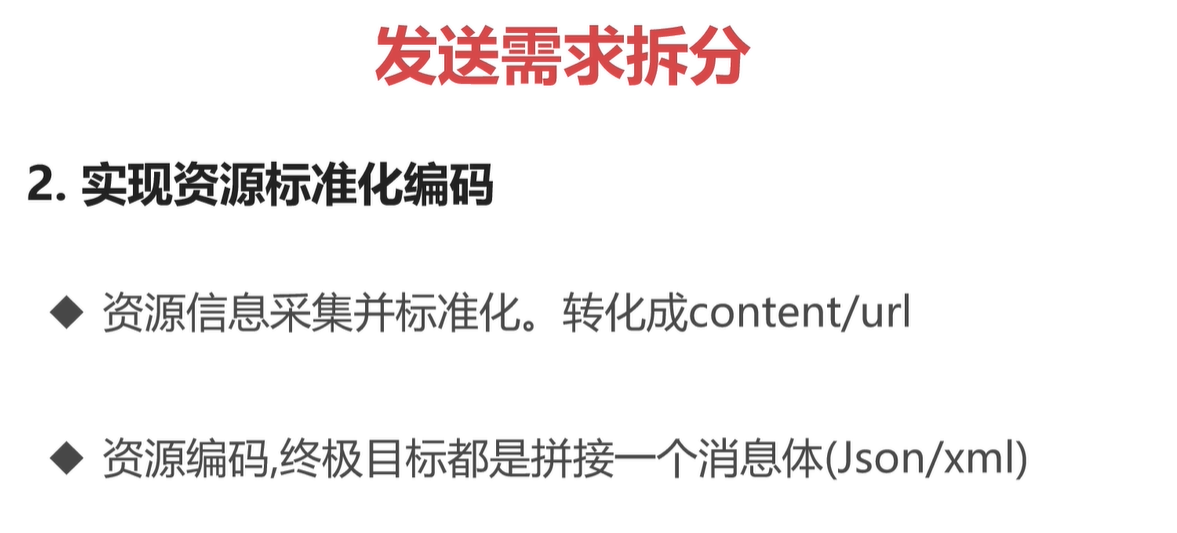 发送需求拆分
2. 实现资源标准化编码
◆ 资源信息采集并标准化。转化成content/url
◆ 资源编码,终极目标都是拼接一个消息体(Json/xml)